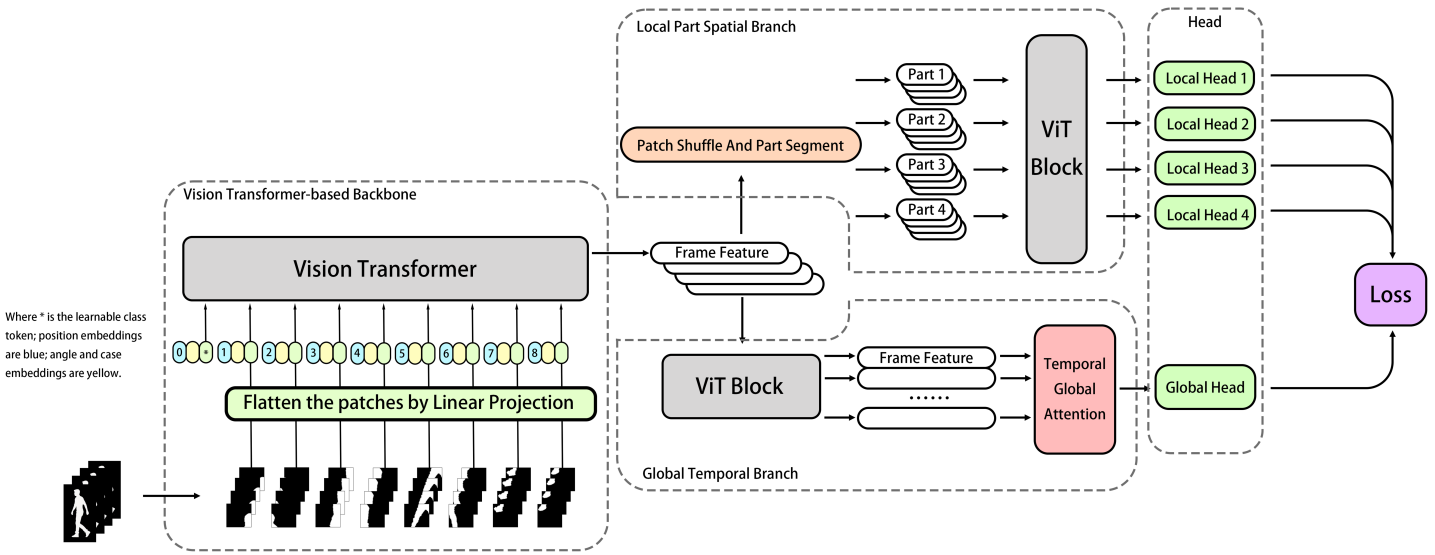 Local Part Spatial Branch
Head
Part 1
Local Head 1
Part 2
Local Head 2
Patch Shuffle And Part Segment
ViT
Block
Part 3
Local Head 3
Part 4
Local Head 4
Vision Transformer-based Backbone
Vision Transformer
Frame Feature
Loss
Where * is the learnable class
token; position embeddings
are blue; angle and case
embeddings are yellow.
0 * 1 2 3 4 5 6 7 8
Flatten the patches by Linear Projection
ViT Block
Frame Feature
......
Temporal
Global
Attention
Global Head
Global Temporal Branch